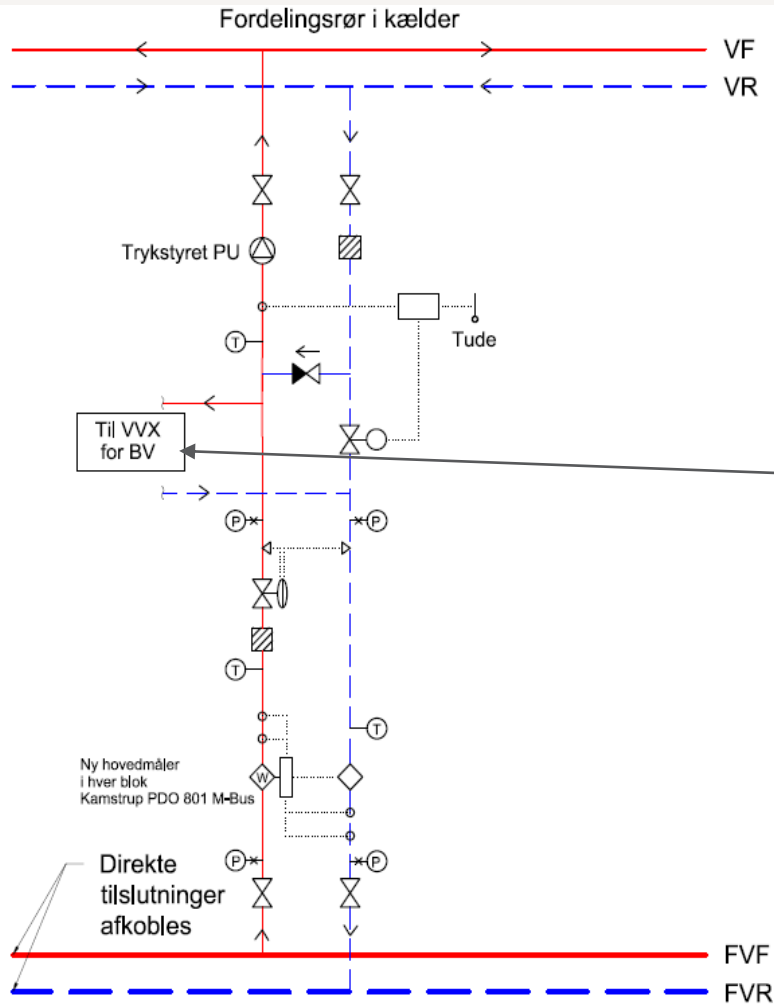 Fordelingsrør i kælder
VF
VR
Trykstyret PU
T
Tude
Til VVX
for BV
P
P
T
T
Ny hovedmåler
i hver blok
Kamstrup PDO 801 M-Bus
W
P
P
Direkte
tilslutninger
afkobles
FVF
FVR